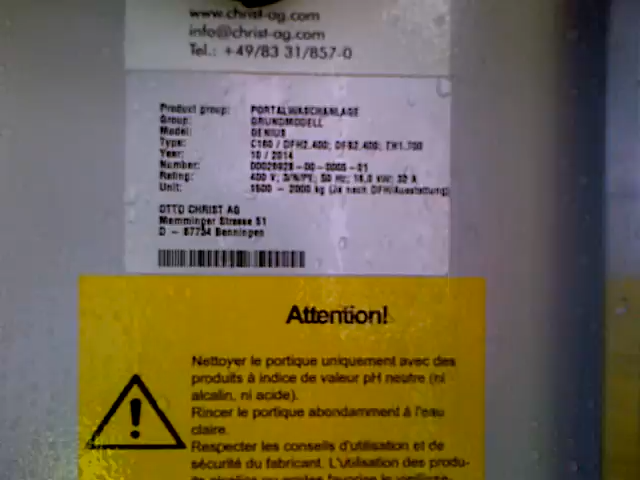 www.christ-ag.com
info@christ-ag.com
Tel.: +49/83 31/857-0
Product group: PORTALWASCHANLAGE
Group: GRUNDMODELL
Model: GENIUS
Type: C160 / DFH2.400; DFS2.400; EH1.700
Year: 10 / 2014
Number:
Rating: 400 V; 3/N/PE; 50 Hz; 32 A
Unit: 1500 - 2000 kg (Je nach DFH/Ausstattung)
OTTO CHRIST AG
Memminger Strasse 51
D - 87734 Benningen
Attention!
Nettoyer le portique uniquement avec des
produits à indice de valeur pH neutre (ni
alcalin, ni acide).
Rincer le portique abondamment à l'eau
claire.
Respecter les conseils d'utilisation et de
sécurité du fabricant. L'utilisation des produ-